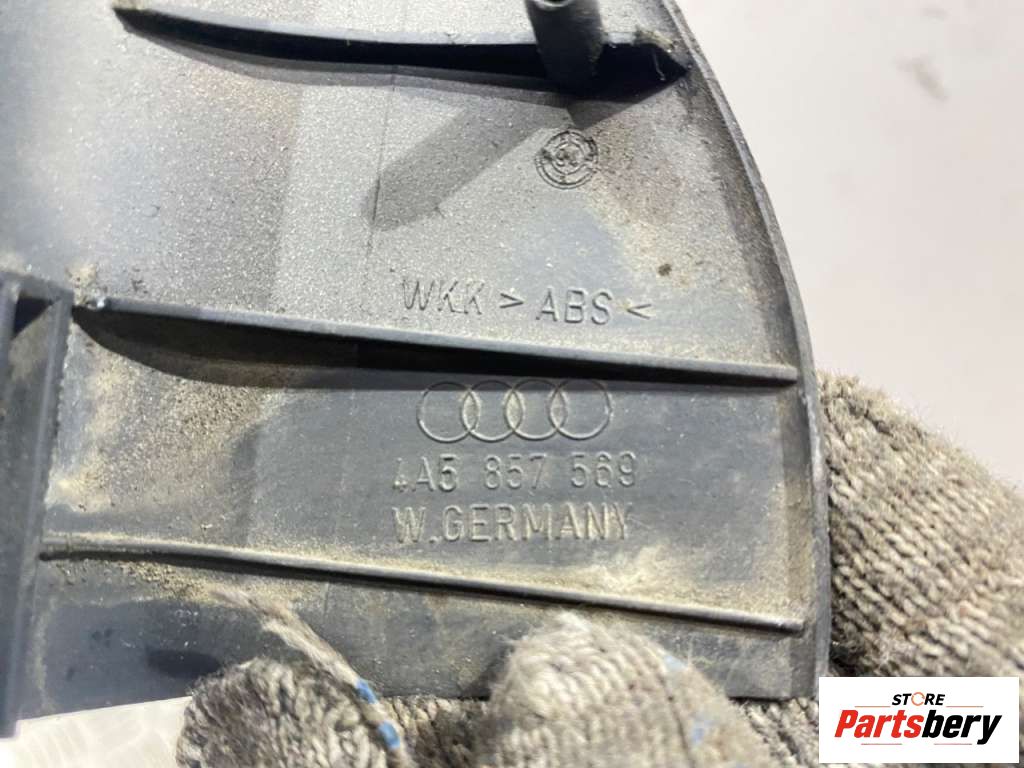 WKK > ABS <
4A5 857 569
W.GERMANY
STORE
Partsbery